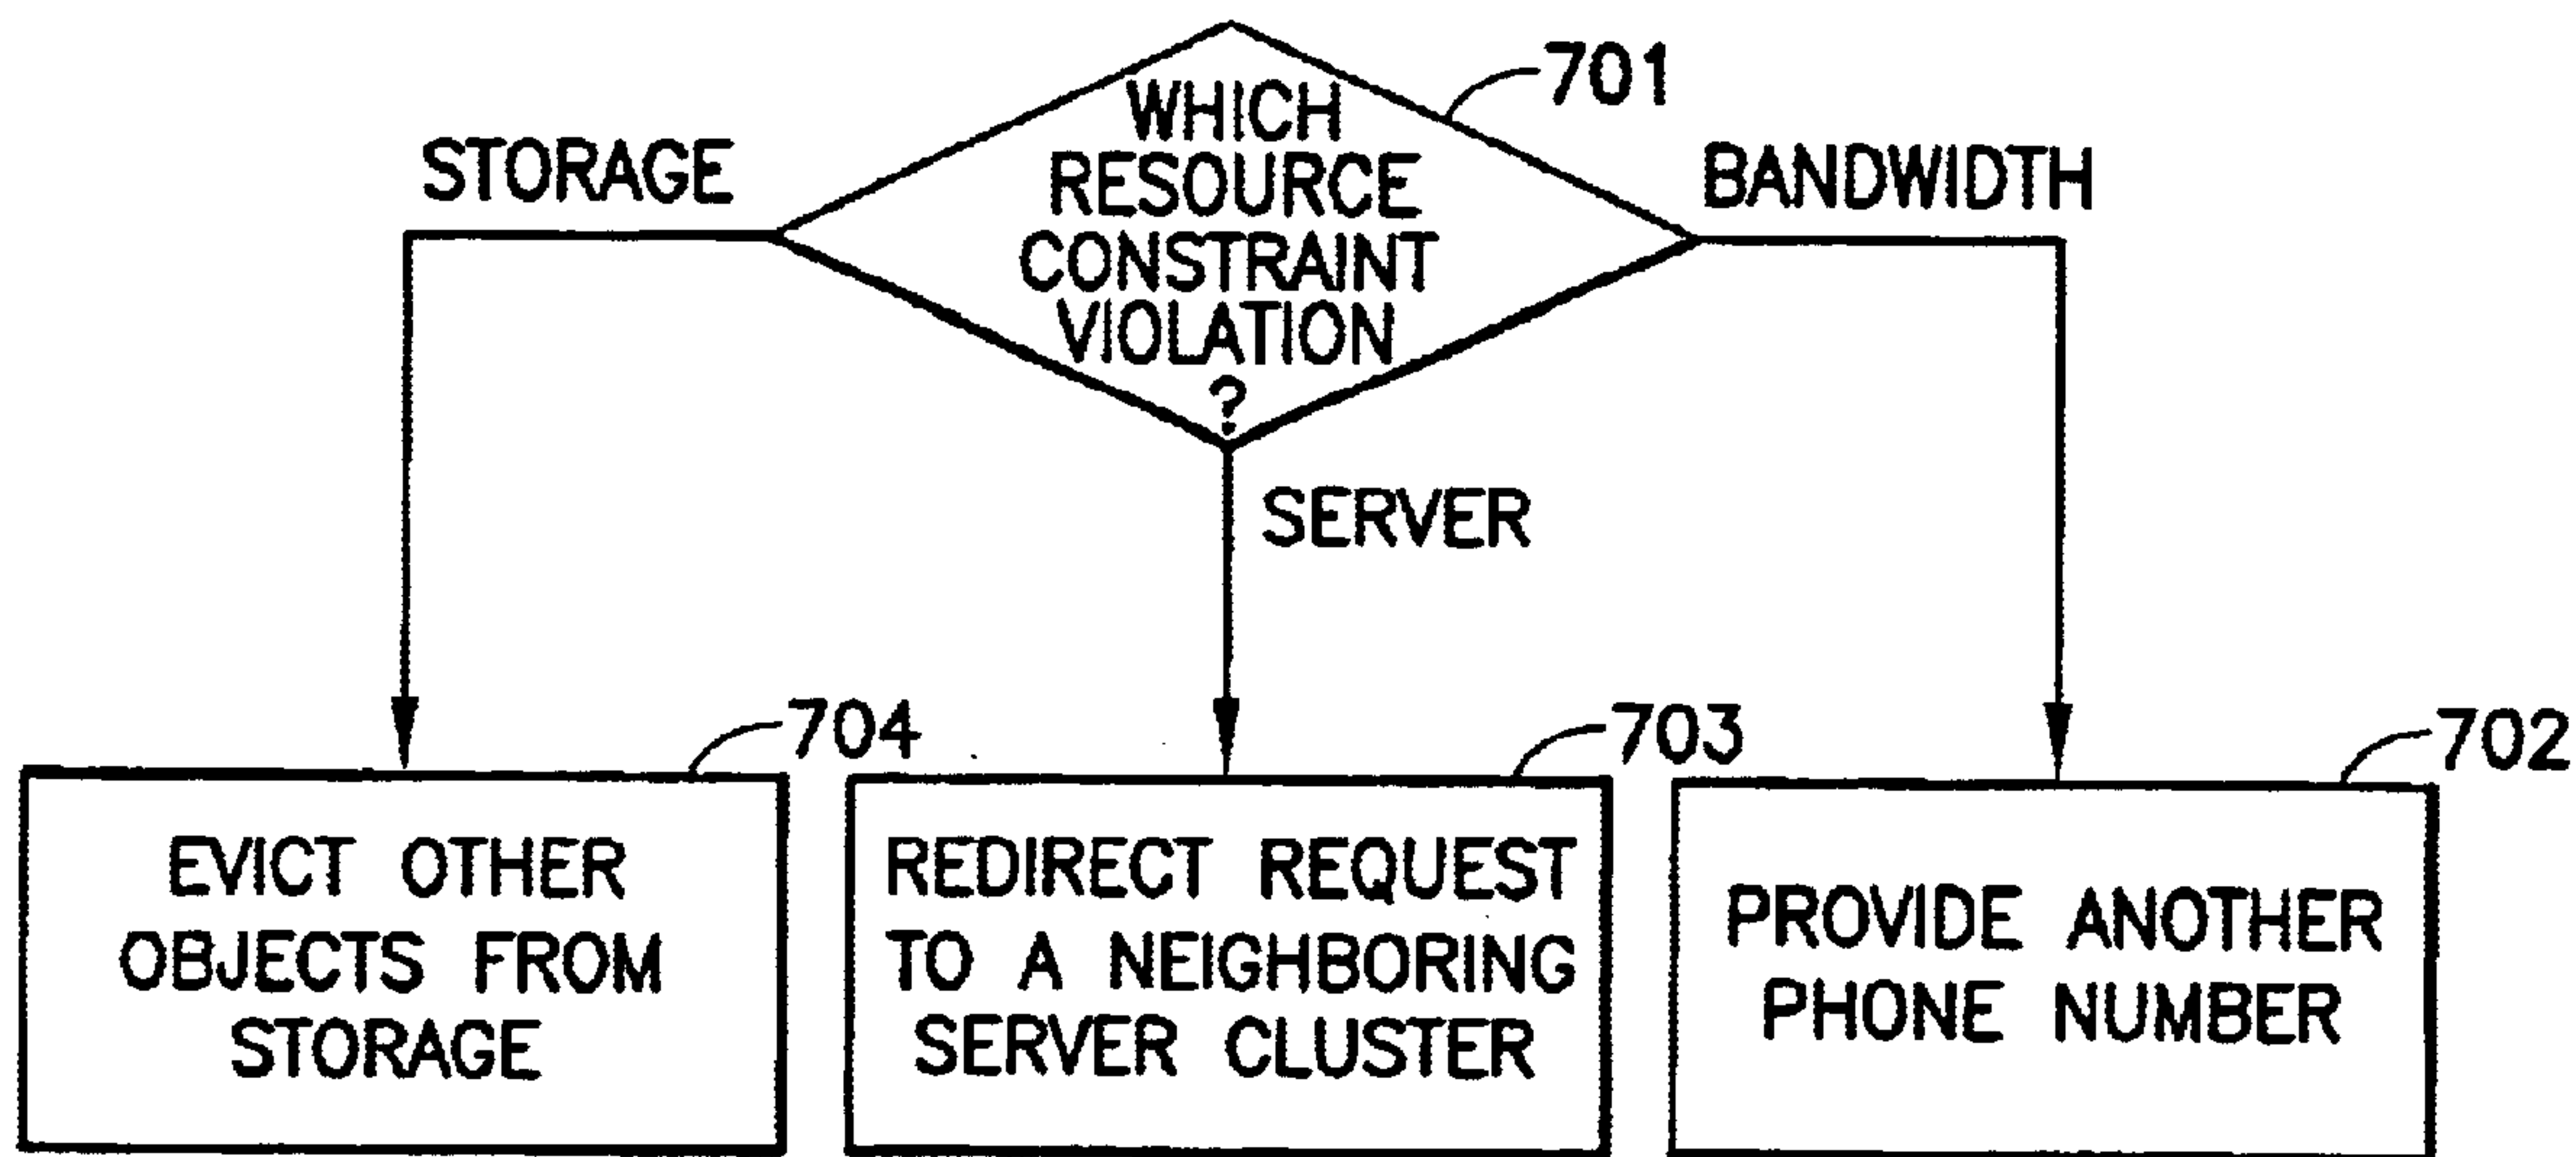 WHICH
RESOURCE
CONSTRAINT
VIOLATION
?
701
STORAGE
BANDWIDTH
SERVER
704
703
702
EVICT OTHER
OBJECTS FROM
STORAGE
REDIRECT REQUEST
TO A NEIGHBORING
SERVER CLUSTER
PROVIDE ANOTHER
PHONE NUMBER